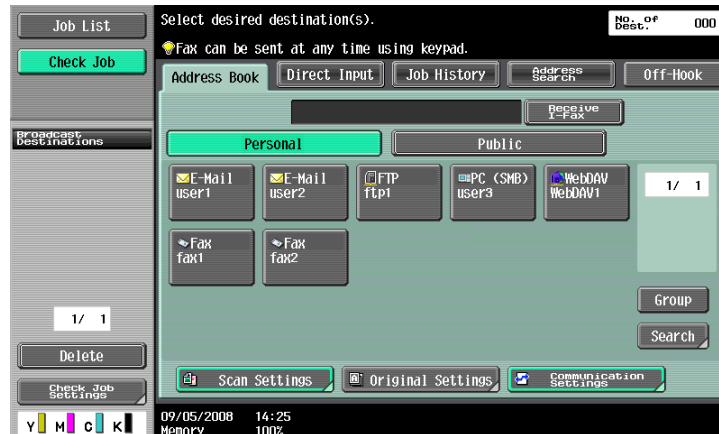 Job List
Check Job
Broadcast
Destinations
1/ 1
Delete
Check Job
Settings
Y M C K
Select desired destination(s).
No. of
Dest. 000
Fax can be sent at any time using keypad.
Address Book Direct Input Job History Address
Search Off-Hook
Receive
I-Fax
Personal Public
E-Mail
user1
E-Mail
user2
FTP
ftp1
PC (SMB)
user3
WebDAV
WebDAV1
1/ 1
Fax
fax1
Fax
fax2
Group
Search
Scan Settings Original Settings Communication
Settings
09/05/2008 14:25
Memory 100%